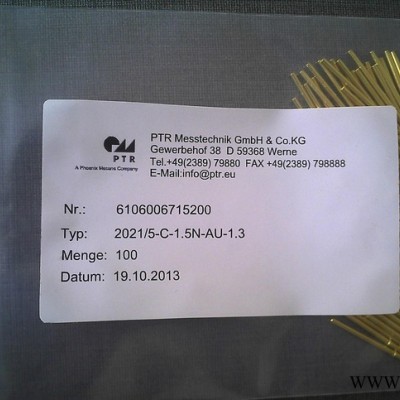 PTR
A Phoenix Mecano Company
PTR Messtechnik GmbH & Co.KG
Gewerbehof 38 D 59368 Werne
Tel.+49(2389) 79880 FAX +49(2389) 798888
E-Mail:info@ptr.eu
Nr.: 6106006715200
Typ: 2021/5-C-1.5N-AU-1.3
Menge: 100
Datum: 19.10.2013
www.